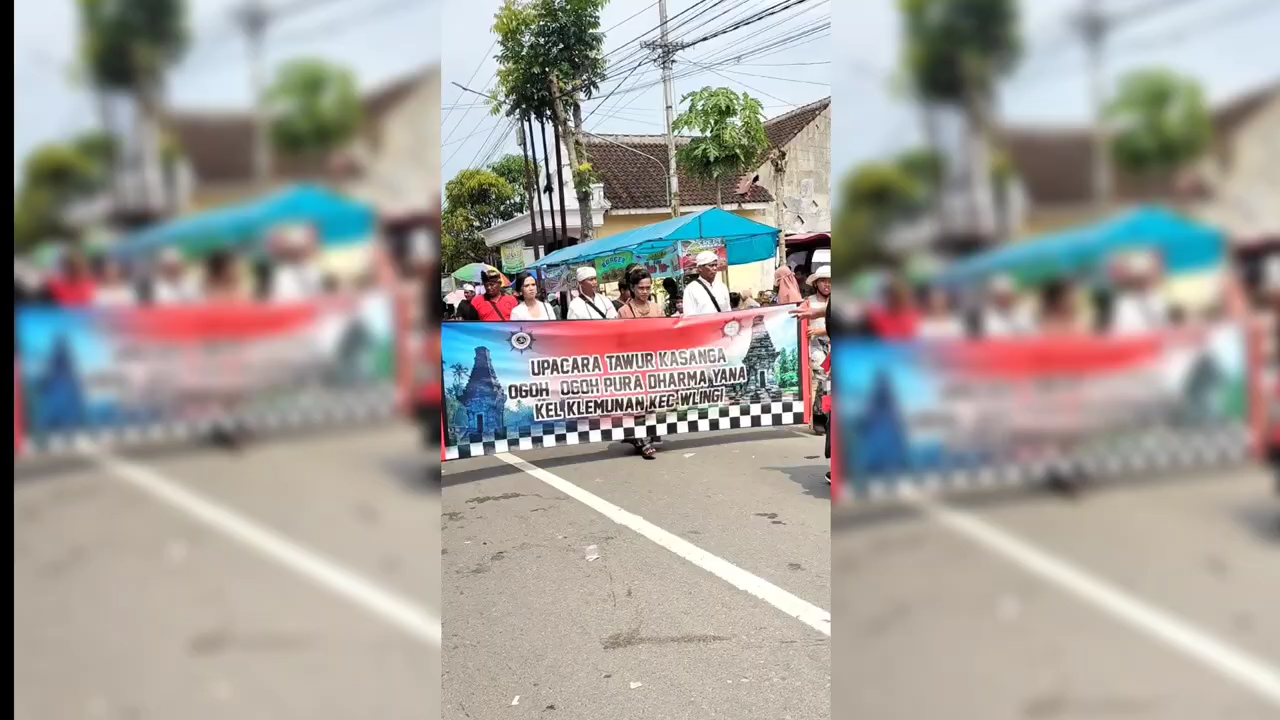 UPACARA TAWUR KASANGA
OGOH OGOH PURA DHARMA YANA
KEL KLEMUNAN KEC WLINGI